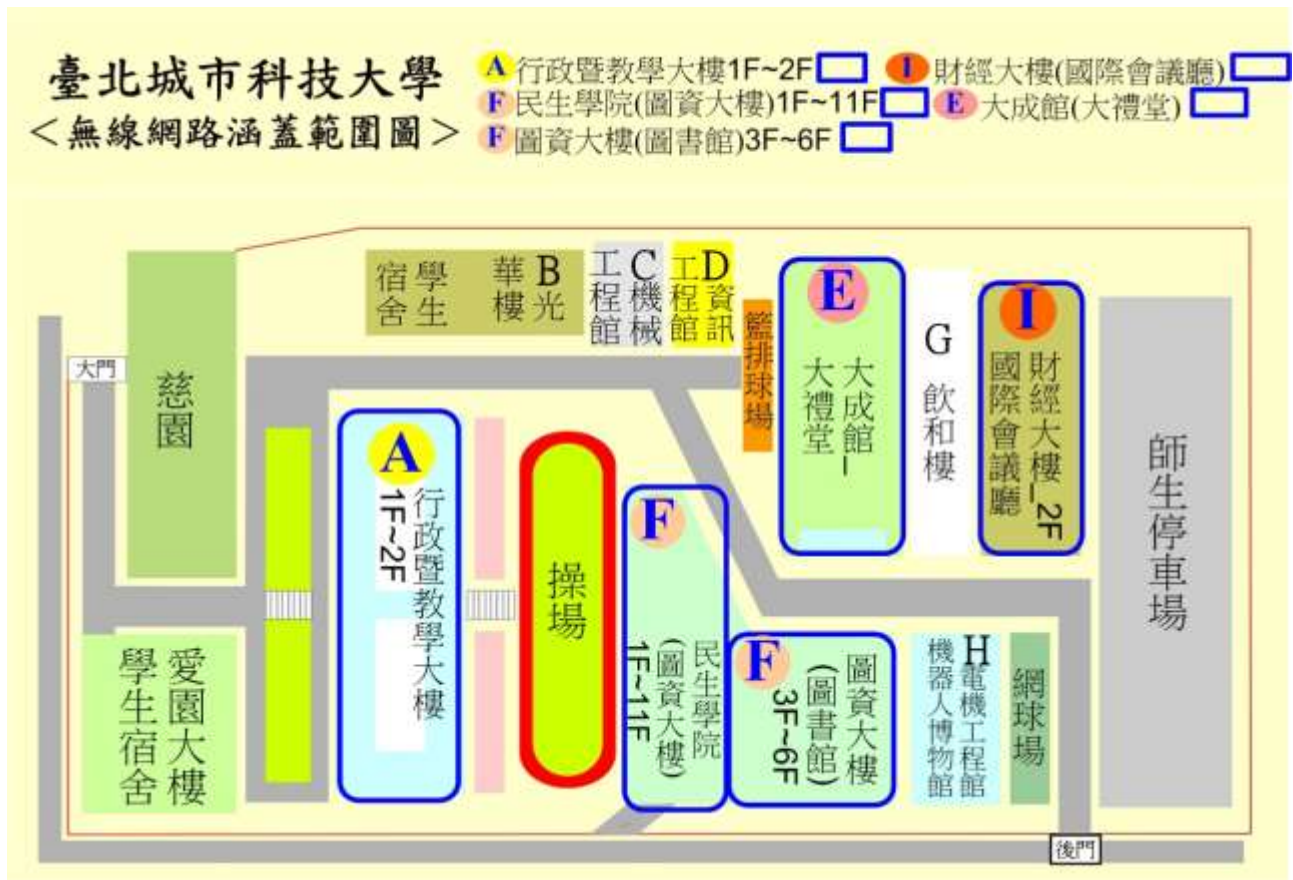 臺北城市科技大學
<無線網路涵蓋範圍圖>
A 行政暨教學大樓1F~2F
I 財經大樓(國際會議廳)
F 民生學院(圖資大樓)1F~11F
E 大成館(大禮堂)
F 圖資大樓(圖書館)3F~6F
大門
慈園
B光華樓
學生宿舍
C機械工程館
D資訊工程館
籃排球場
E
大成館_大禮堂
G 飲和樓
I
財經大樓_2F
國際會議廳
師生停車場
A
行政暨教學大樓
1F~2F
操場
F
民生學院
(圖資大樓)
1F~11F
F
圖資大樓
(圖書館)
3F~6F
H電機工程館
機器人博物館
網球場
愛園大樓
學生宿舍
後門